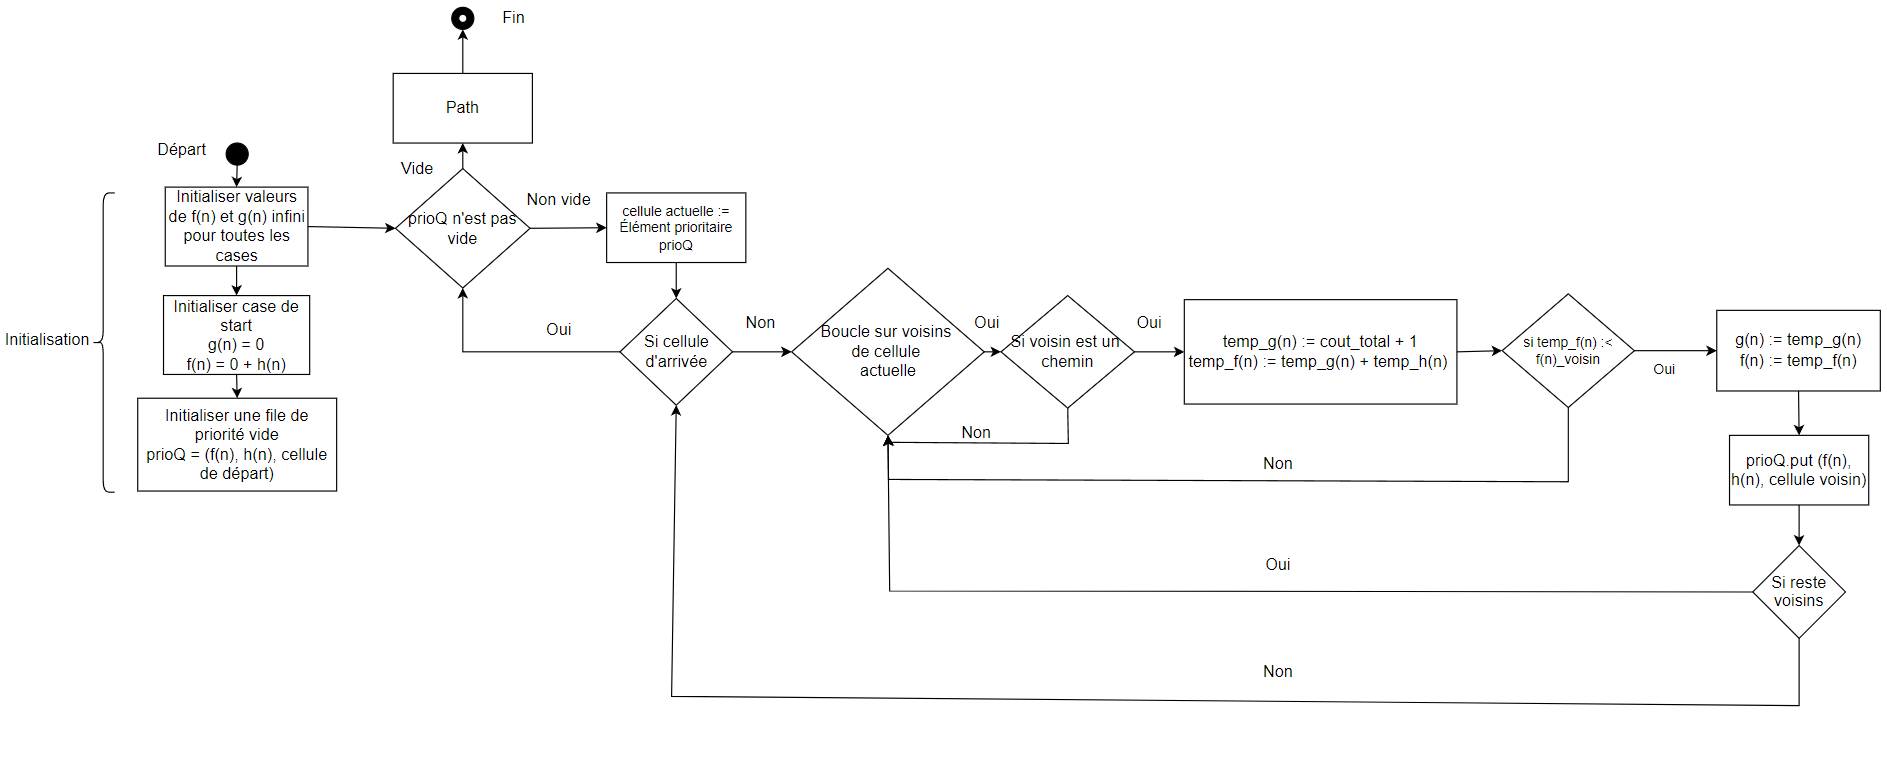 Fin
Path
Départ
Vide
Initialiser valeurs
de f(n) et g(n) infini
pour toutes les
cases
prioQ n'est pas
vide
Non vide
cellule actuelle :=
Élément prioritaire
prioQ
Initialisation
Initialiser case de
start
g(n) = 0
f(n) = 0 + h(n)
Initialiser une file de
priorité vide
prioQ = (f(n), h(n), cellule
de départ)
Oui
Si cellule
d'arrivée
Non
Boucle sur voisins
de cellule
actuelle
Oui
Si voisin est un
chemin
Oui
temp_g(n) := cout_total + 1
temp_f(n) := temp_g(n) + temp_h(n)
si temp_f(n) :<
f(n)_voisin
Oui
g(n) := temp_g(n)
f(n) := temp_f(n)
Non
Non
prioQ.put (f(n),
h(n), cellule voisin)
Oui
Si reste
voisins
Non